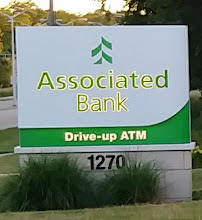 Associated
Bank
Drive-up ATM
1270